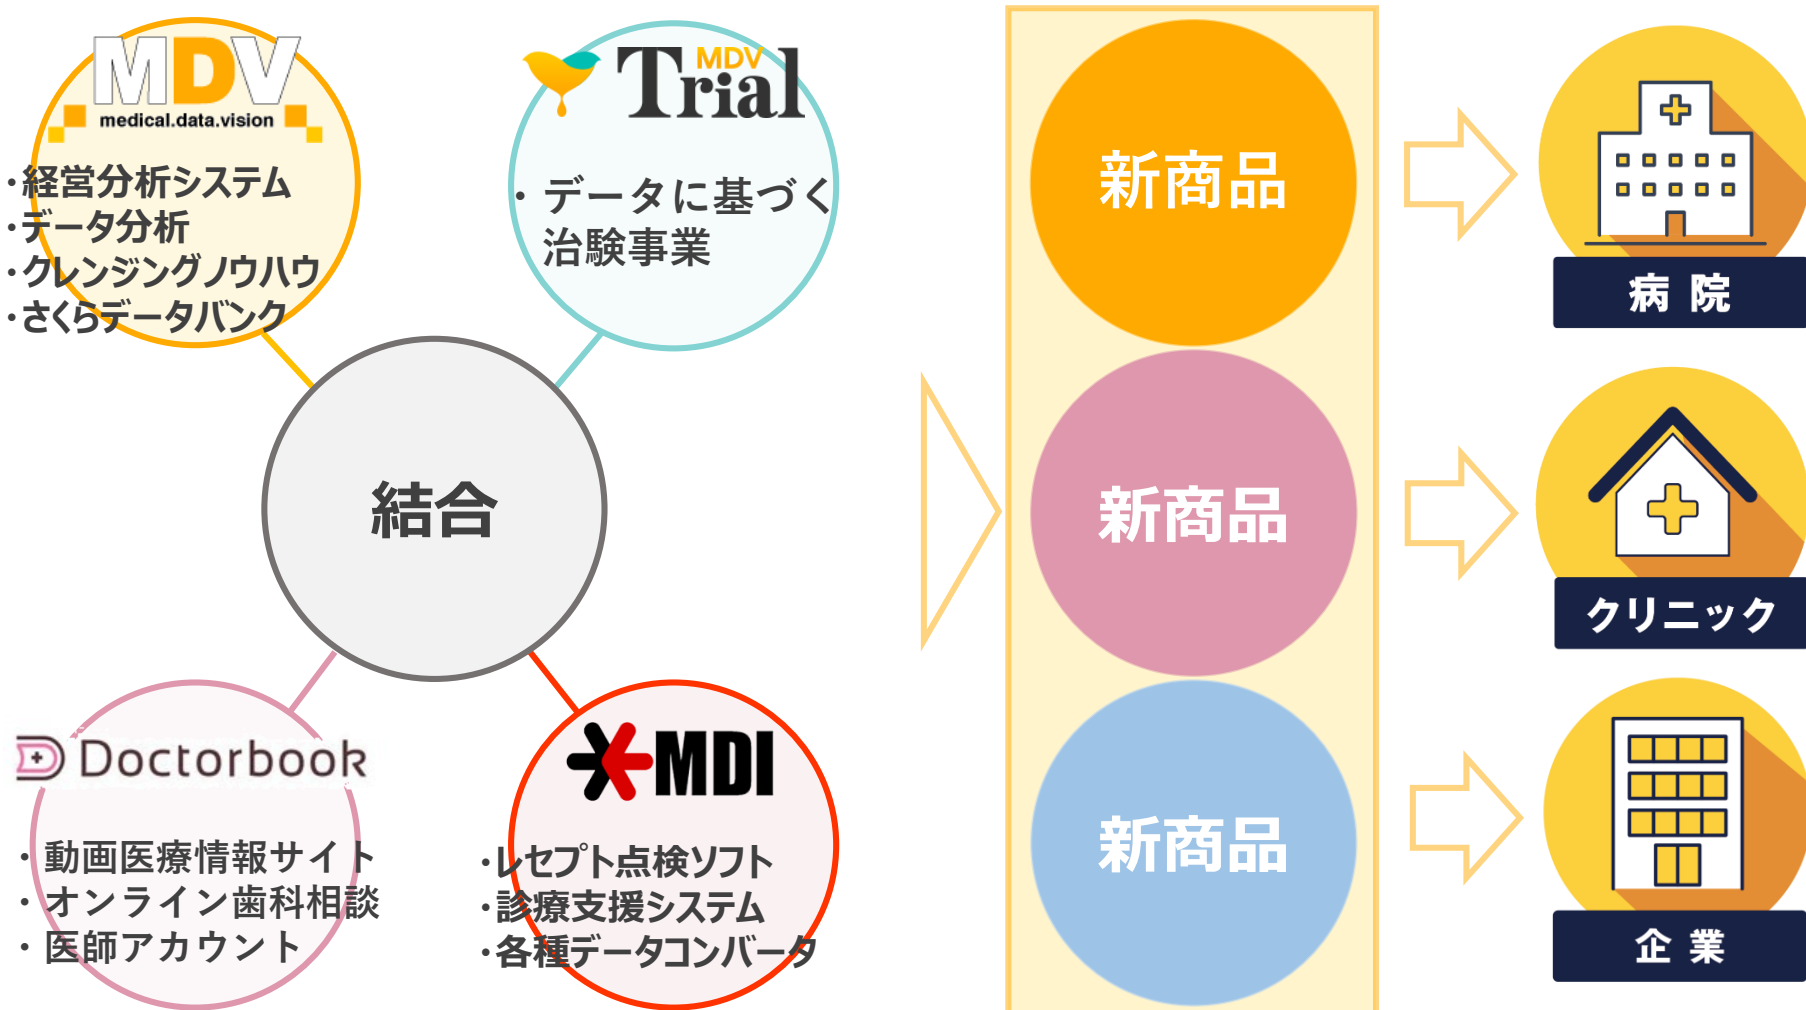 MDV
medical.data.vision
・経営分析システム
・データ分析
・クレンジングノウハウ
・さくらデータバンク
MDV
Trial
・データに基づく
治験事業
結合
Doctorbook
・動画医療情報サイト
・オンライン歯科相談
・医師アカウント
MDI
・レセプト点検ソフト
・診療支援システム
・各種データコンバータ
新商品
新商品
新商品
病院
クリニック
企業